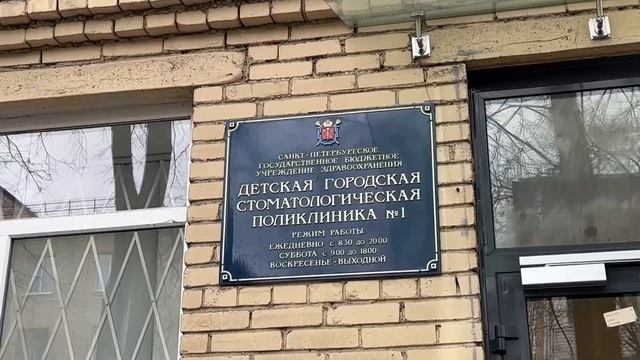 САНКТ-ПЕТЕРБУРГСКОЕ
ГОСУДАРСТВЕННОЕ БЮДЖЕТНОЕ
УЧРЕЖДЕНИЕ ЗДРАВООХРАНЕНИЯ
ДЕТСКАЯ ГОРОДСКАЯ
СТОМАТОЛОГИЧЕСКАЯ
ПОЛИКЛИНИКА №1
РЕЖИМ РАБОТЫ:
ЕЖЕДНЕВНО С 8.30 ДО 20.00
СУББОТА С 9.00 ДО 18.00
ВОСКРЕСЕНЬЕ-ВЫХОДНОЙ